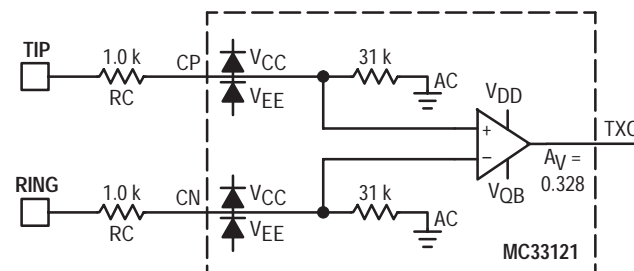 TIP
1.0 k
RC
CP
VCC
VEE
31 k
AC
VDD
+
−
TXO
AV =
0.328
VQB
RING
1.0 k
RC
CN
VCC
VEE
31 k
AC
MC33121